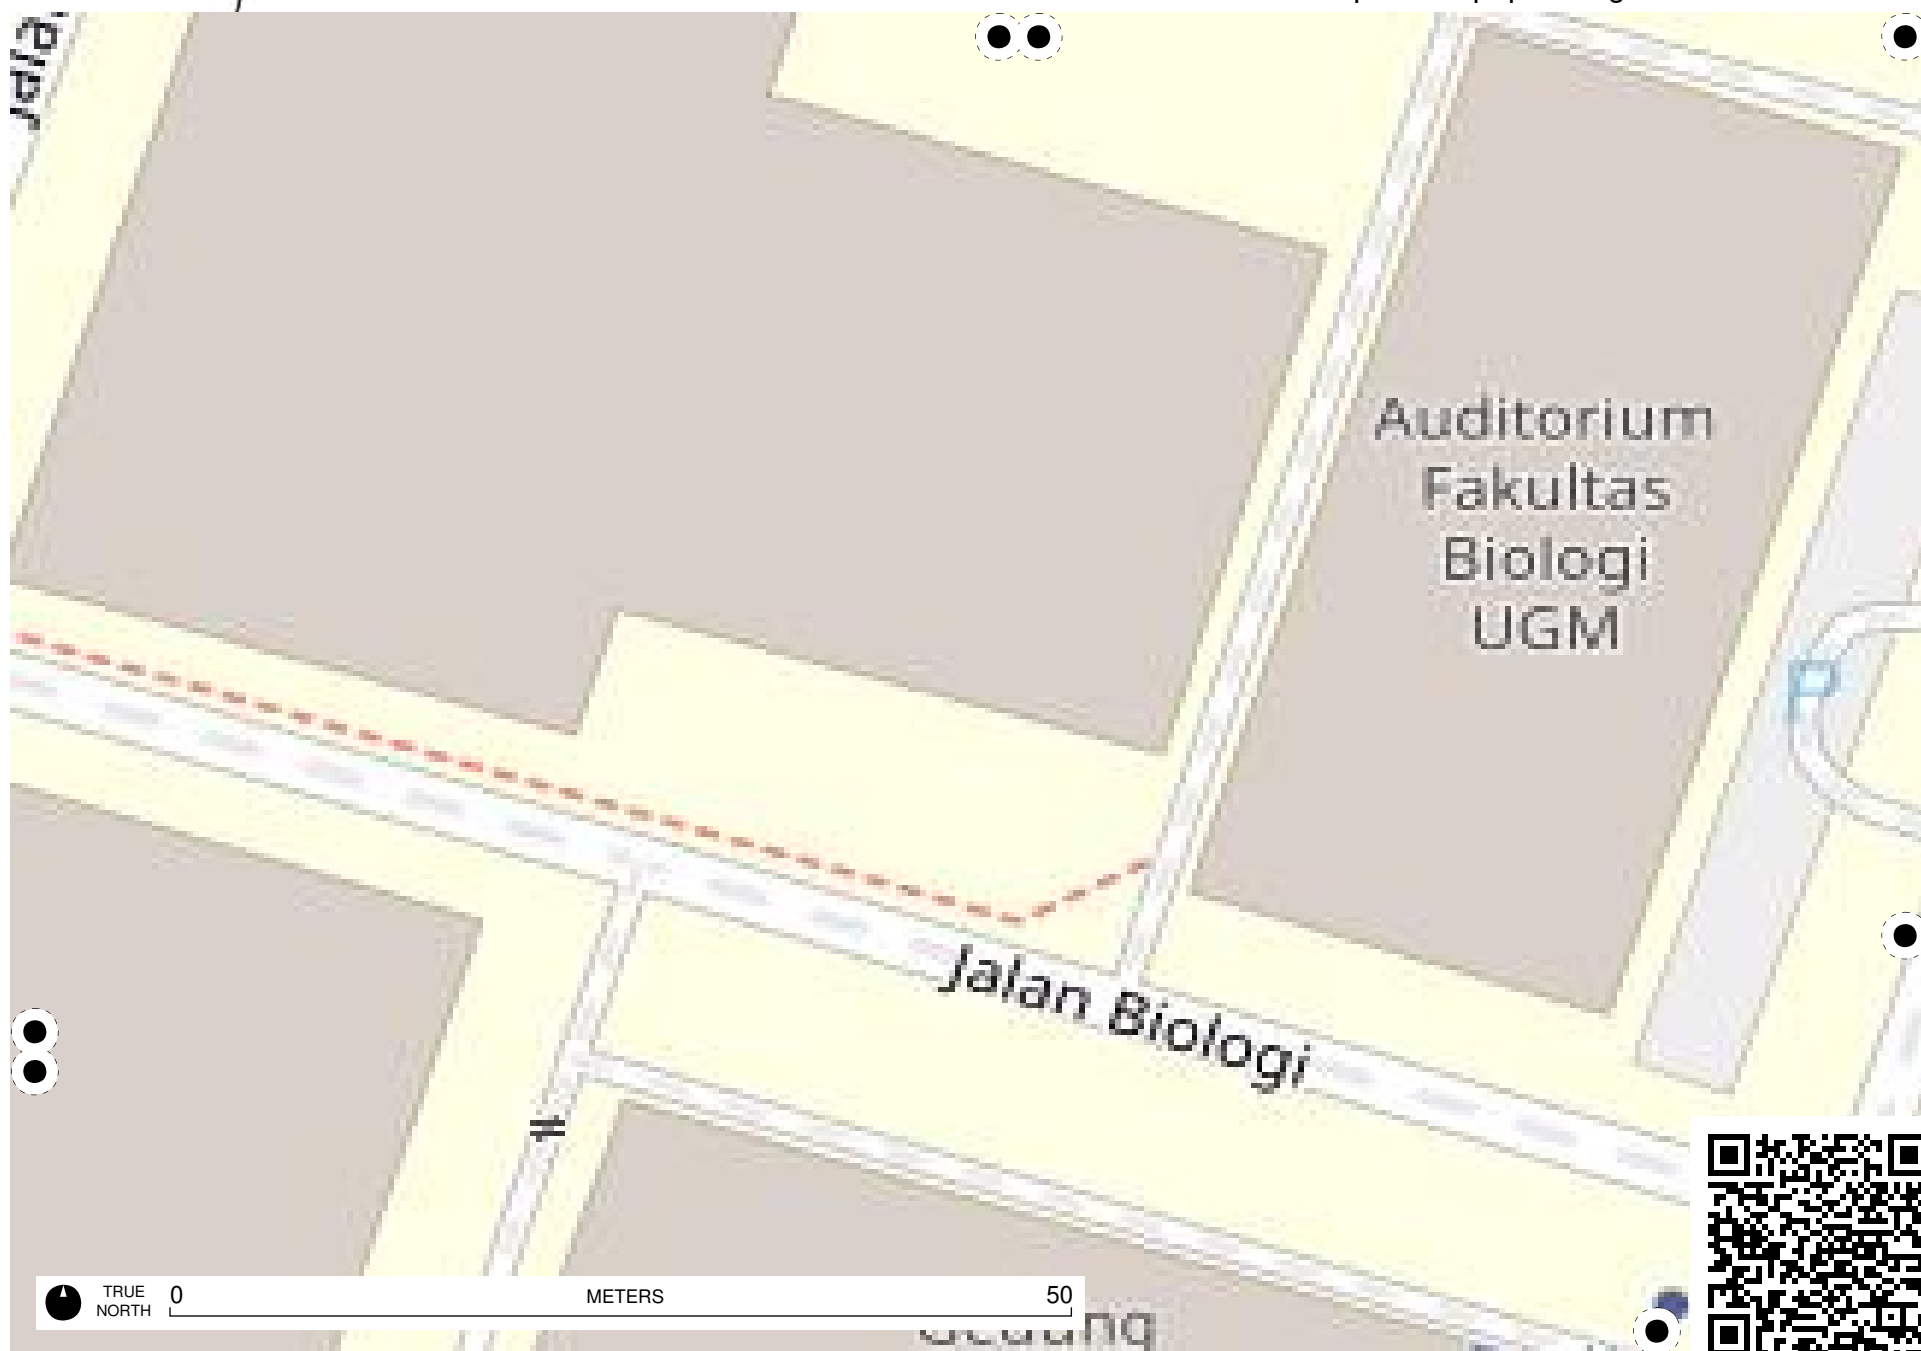 Auditorium
Fakultas
Biologi
UGM
Jalan Biologi
TRUE
NORTH
0 METERS 50